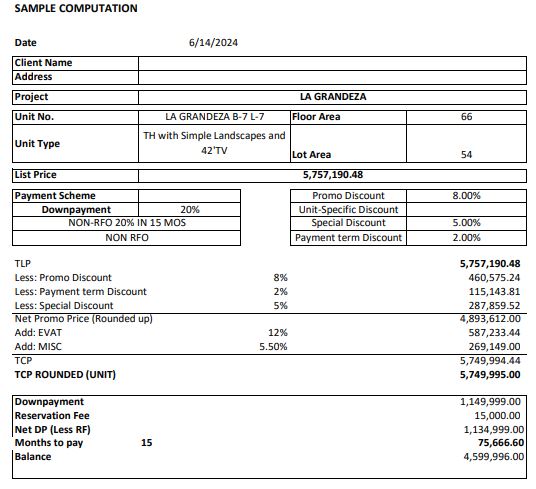 SAMPLE COMPUTATION
Date 6/14/2024
Client Name
Address
Project LA GRANDEZA
Unit No. LA GRANDEZA B-7 L-7 Floor Area 66
Unit Type TH with Simple Landscapes and 42'TV Lot Area 54
List Price 5,757,190.48
Payment Scheme Promo Discount 8.00%
Downpayment 20% Unit-Specific Discount
NON-RFO 20% IN 15 MOS Special Discount 5.00%
NON RFO Payment term Discount 2.00%
TLP 5,757,190.48
Less: Promo Discount 8% 460,575.24
Less: Payment term Discount 2% 115,143.81
Less: Special Discount 5% 287,859.52
Net Promo Price (Rounded up) 4,893,612.00
Add: EVAT 12% 587,233.44
Add: MISC 5.50% 269,149.00
TCP 5,749,994.44
TCP ROUNDED (UNIT) 5,749,995.00
Downpayment 1,149,999.00
Reservation Fee 15,000.00
Net DP (Less RF) 1,134,999.00
Months to pay 15 75,666.60
Balance 4,599,996.00